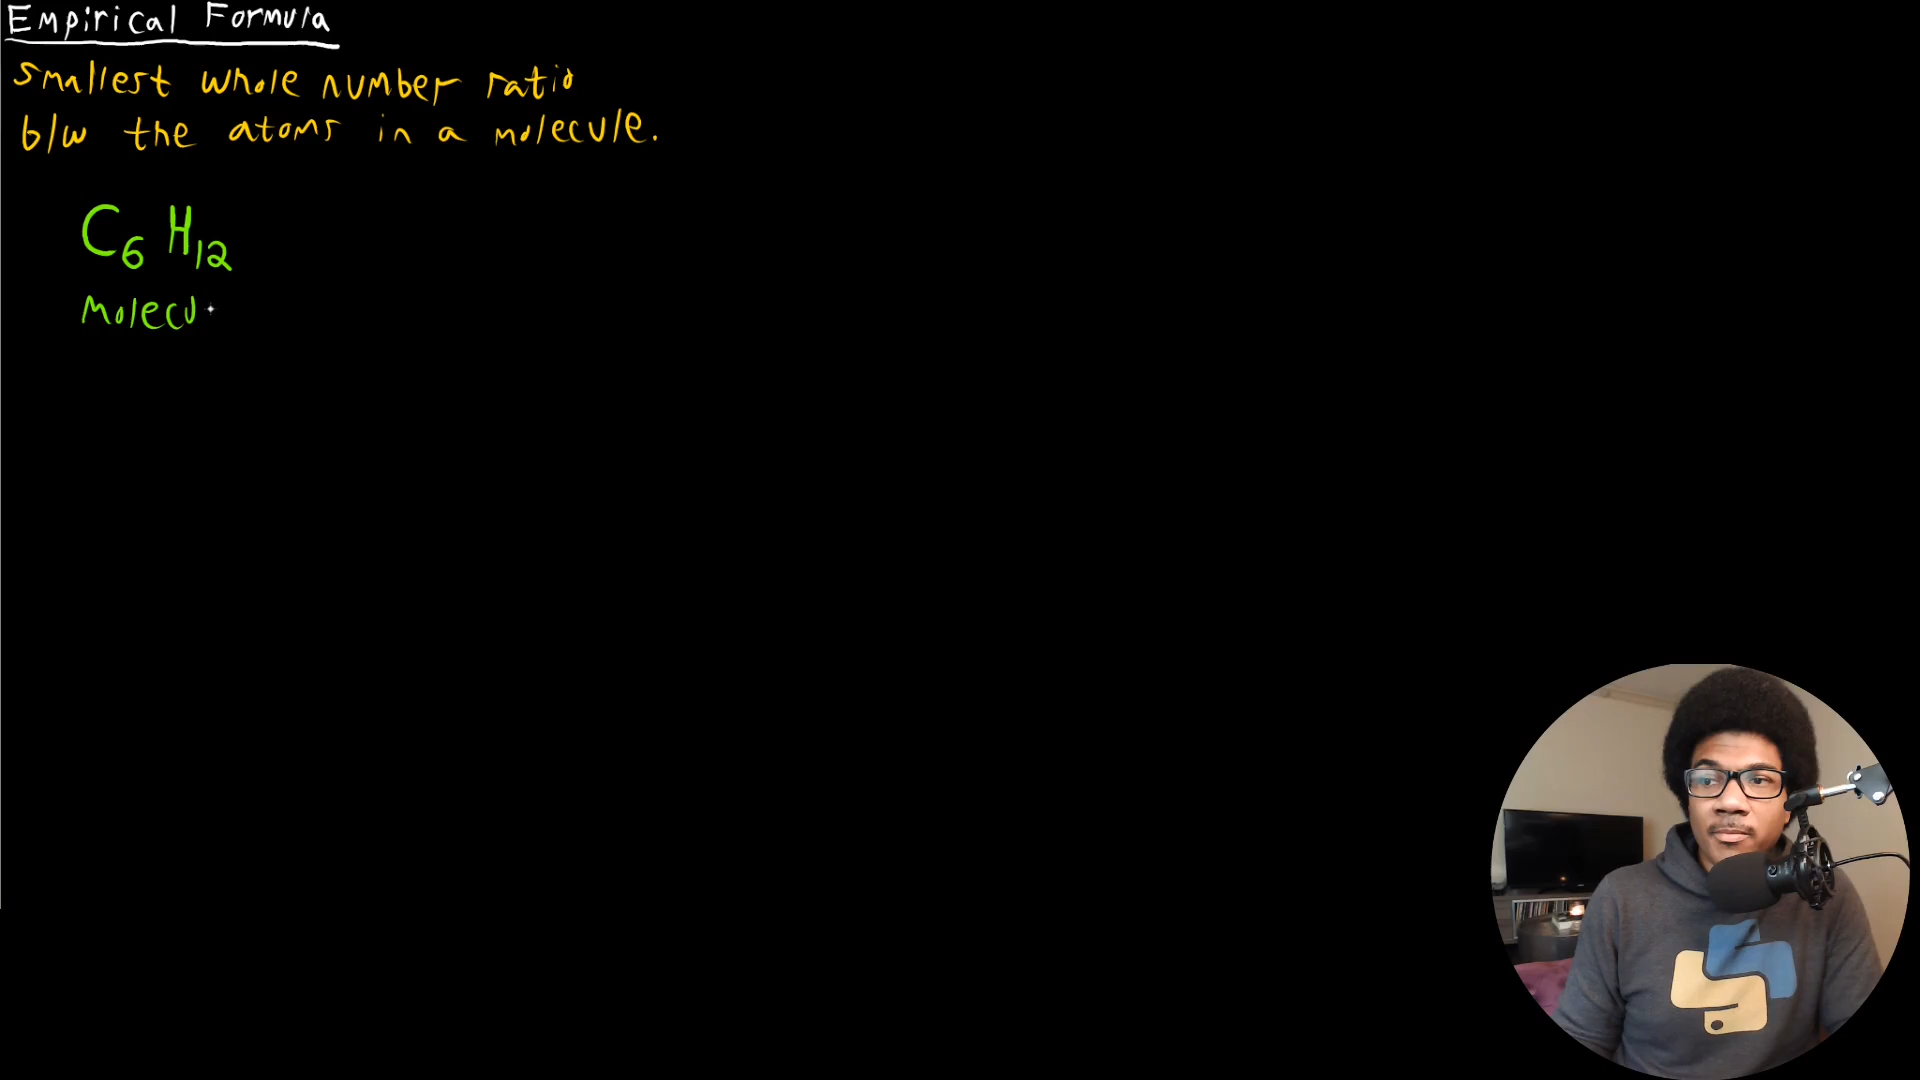 Empirical Formula
smallest whole number ratio
b/w the atoms in a molecule.
C6 H12
Molecu